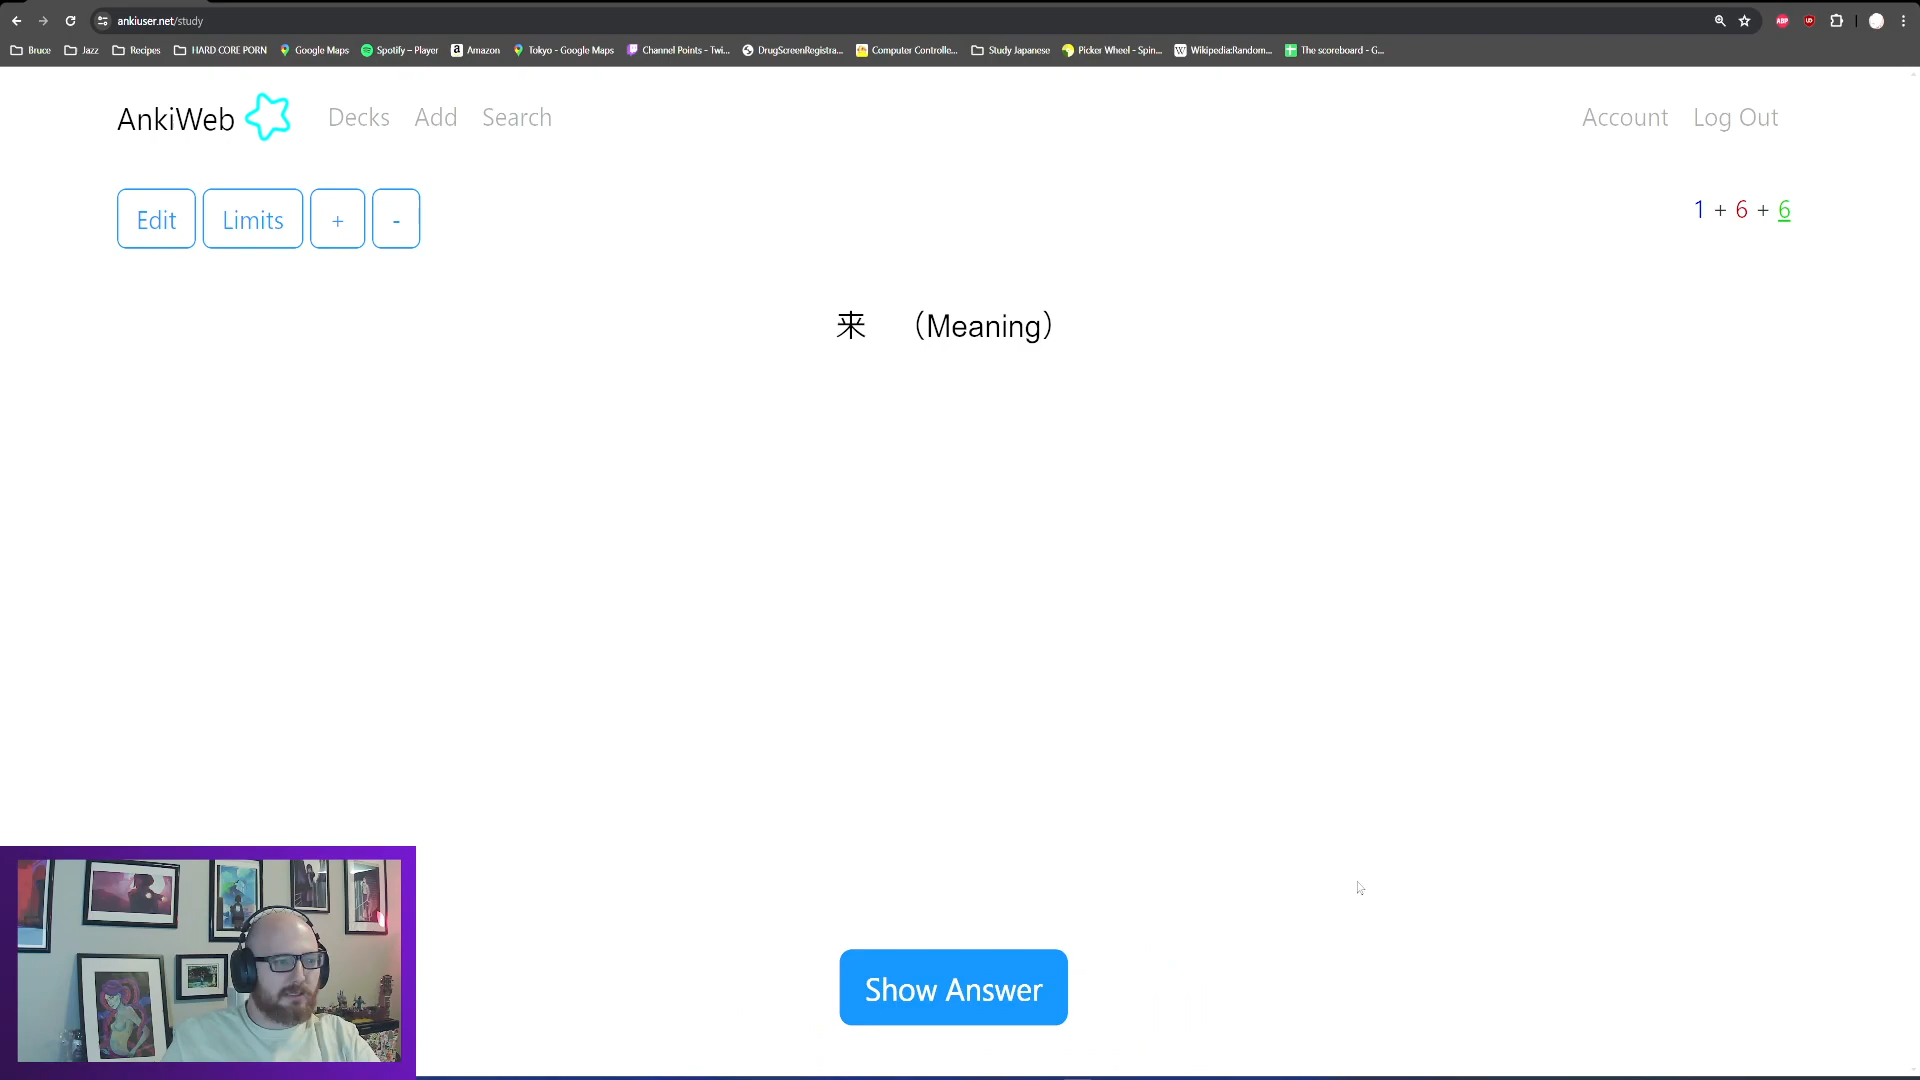 ankiuser.net/study
Bruce Jazz Recipes HARD CORE PORN Google Maps Spotify – Player Amazon Tokyo - Google Maps Channel Points - Twi... DrugScreenRegistra... Computer Controlle... Study Japanese Picker Wheel - Spin... Wikipedia:Random... The scoreboard - G...
AnkiWeb Decks Add Search Account Log Out
Edit Limits + - 1 + 6 + 6
来 （Meaning）
Show Answer